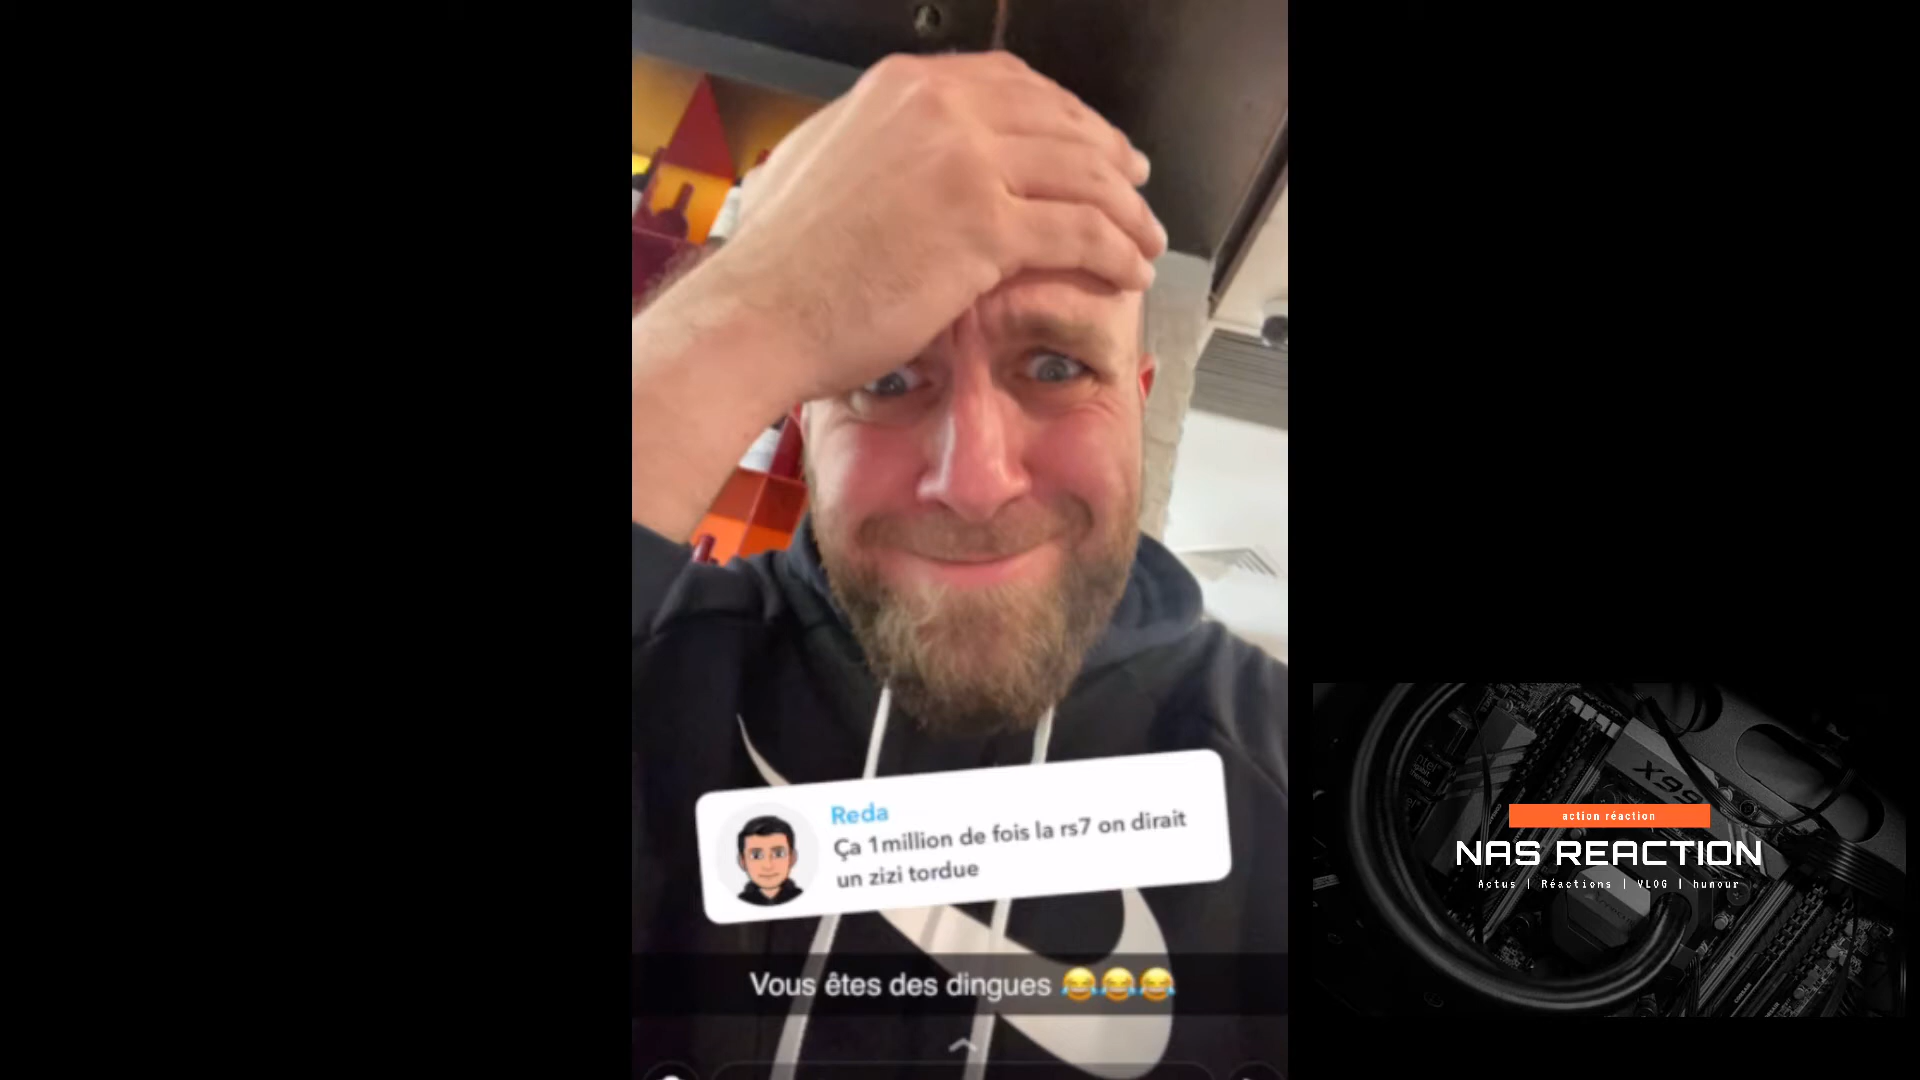 Reda
Ça 1million de fois la rs7 on dirait
un zizi tordue
Vous êtes des dingues 😂😂😂
X99
action réaction
NAS REACTION
Actus | Réactions | VLOG | humour